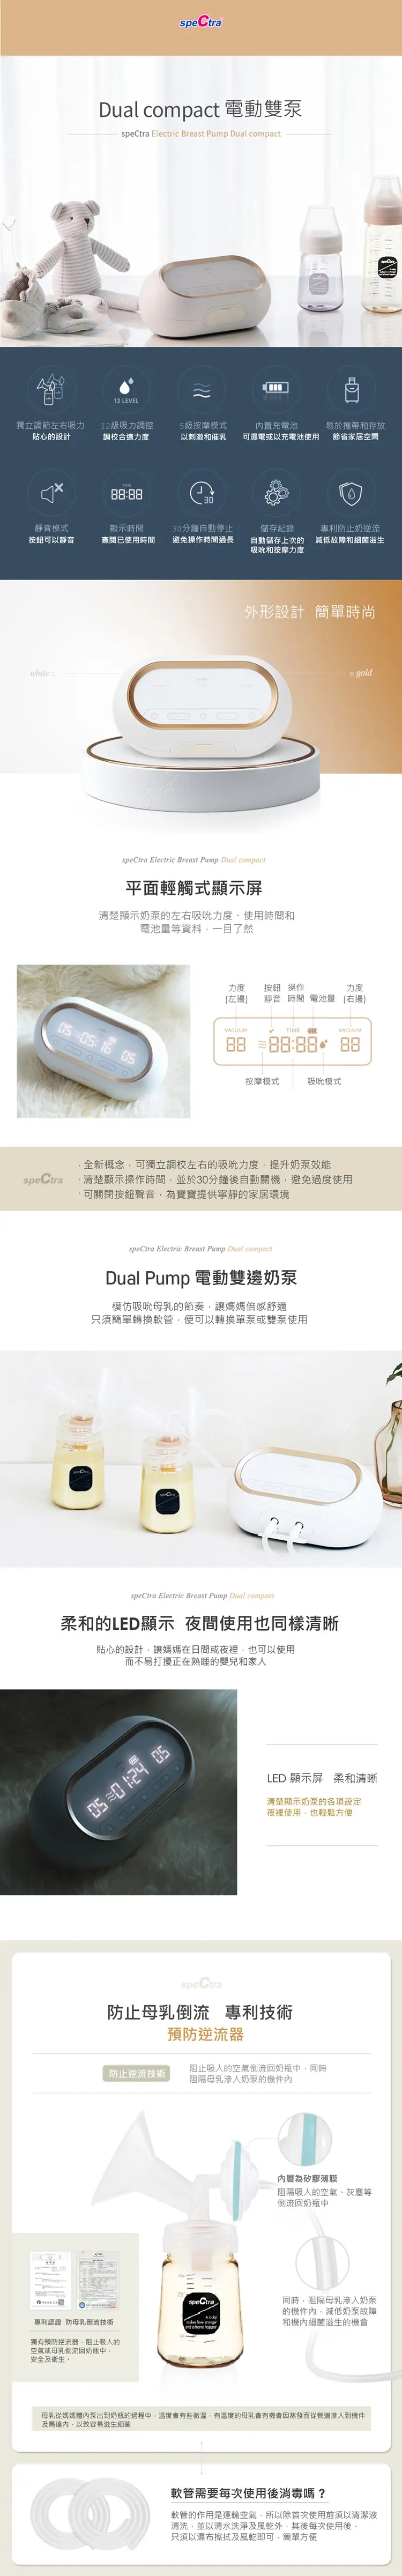 speCtra
Dual compact 電動雙泵
speCtra Electric Breast Pump Dual compact
12 LEVEL
獨立調節左右吸力
貼心的設計
12級吸力調控
調校合適力度
5級按摩模式
以刺激和催乳
內置充電池
可濕電或以充電池使用
易於攜帶和存放
節省家居空間
TIME
88:88
30
靜音模式
按鈕可以靜音
顯示時間
查閱已使用時間
30分鐘自動停止
避免操作時間過長
儲存紀錄
自動儲存上次的
吸吮和按摩力度
專利防止奶逆流
減低故障和細菌滋生
外形設計 簡單時尚
white
gold
speCtra Electric Breast Pump Dual compact
平面輕觸式顯示屏
清楚顯示奶泵的左右吸吮力度、使用時間和
電池量等資料，一目了然
05 05:16 05
力度
(左邊)
按鈕
靜音
操作
時間
電池量
力度
(右邊)
VACUUM
TIME
VACUUM
88
88:88
88
按摩模式
吸吮模式
speCtra
·全新概念，可獨立調校左右的吸吮力度，提升奶泵效能
·清楚顯示操作時間，並於30分鐘後自動關機，避免過度使用
·可關閉按鈕聲音，為寶寶提供寧靜的家居環境
speCtra Electric Breast Pump Dual compact
Dual Pump 電動雙邊奶泵
模仿吸吮母乳的節奏，讓媽媽倍感舒適
只須簡單轉換軟管，便可以轉換單泵或雙泵使用
speCtra Electric Breast Pump Dual compact
柔和的LED顯示 夜間使用也同樣清晰
貼心的設計，讓媽媽在日間或夜裡，也可以使用
而不易打擾正在熟睡的嬰兒和家人
05 01:24 05
LED 顯示屏 柔和清晰
清楚顯示奶泵的各項設定
夜裡使用，也輕鬆方便
speCtra
防止母乳倒流 專利技術
預防逆流器
防止逆流技術
阻止吸入的空氣倒流回奶瓶中，同時
阻隔母乳滲入奶泵的機件內
內層為矽膠薄膜
阻隔吸入的空氣、灰塵等
倒流回奶瓶中
專利認證 防母乳倒流技術
獨有預防逆流器，阻止吸入的
空氣或母乳倒流回奶瓶中，
安全及衛生。
speCtra
A baby
makes love stronger
and a home happier
同時，阻隔母乳滲入奶泵
的機件內，減低奶泵故障
和機內細菌滋生的機會
母乳從媽媽體內泵出到奶瓶的過程中，溫度會有些微溫，有溫度的母乳會有機會因蒸發而從管道滲入到機件
及馬達內，以致容易滋生細菌
軟管需要每次使用後消毒嗎？
軟管的作用是運輸空氣，所以除首次使用前須以清潔液
清洗，並以清水洗淨及風乾外，其後每次使用後，
只須以濕布擦拭及風乾即可，簡單方便